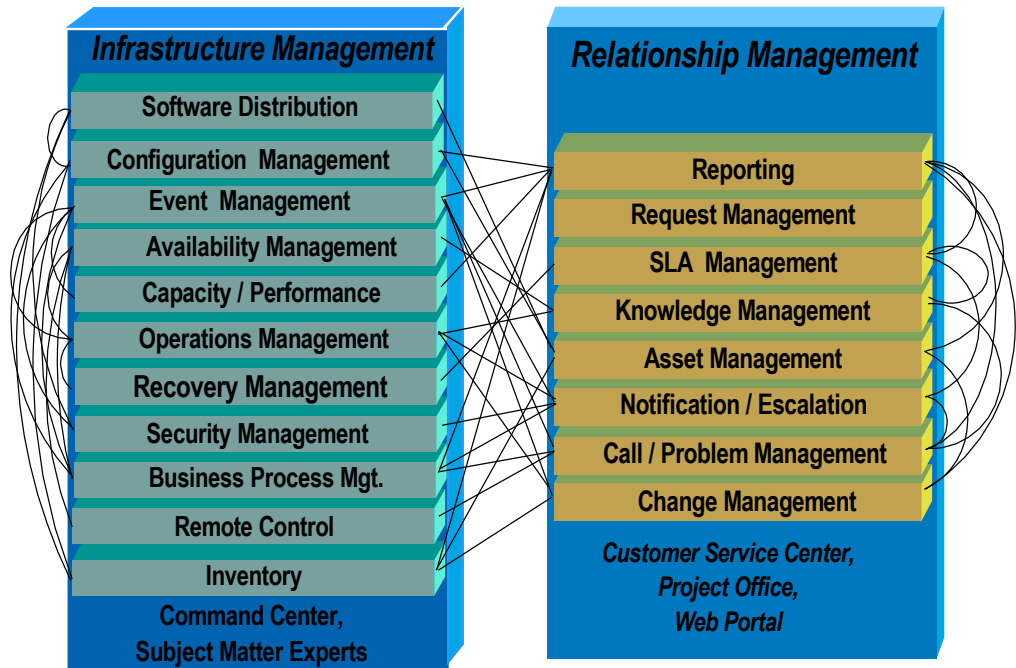 Infrastructure Management
Software Distribution
Configuration Management
Event Management
Availability Management
Capacity / Performance
Operations Management
Recovery Management
Security Management
Business Process Mgt.
Remote Control
Inventory
Command Center,
Subject Matter Experts
Relationship Management
Reporting
Request Management
SLA Management
Knowledge Management
Asset Management
Notification / Escalation
Call / Problem Management
Change Management
Customer Service Center,
Project Office,
Web Portal